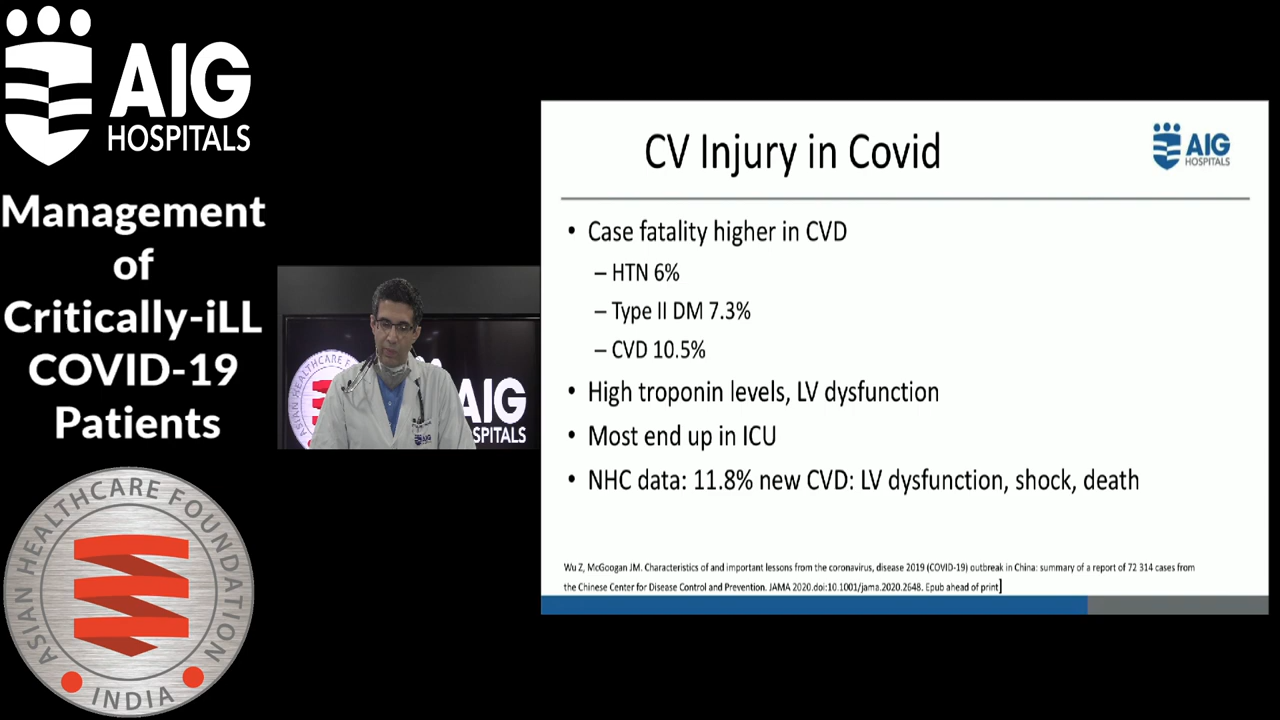 AIG
HOSPITALS
Management
of
Critically-iLL
COVID-19
Patients
ASIAN HEALTHCARE FOUNDATION
INDIA
ASIAN HEALTHCARE
AIG
SPITALS
AIG
CV Injury in Covid
AIG
HOSPITALS
• Case fatality higher in CVD
– HTN 6%
– Type II DM 7.3%
– CVD 10.5%
• High troponin levels, LV dysfunction
• Most end up in ICU
• NHC data: 11.8% new CVD: LV dysfunction, shock, death
Wu Z, McGoogan JM. Characteristics of and important lessons from the coronavirus, disease 2019 (COVID-19) outbreak in China: summary of a report of 72 314 cases from
the Chinese Center for Disease Control and Prevention. JAMA 2020.doi:10.1001/jama.2020.2648. Epub ahead of print]